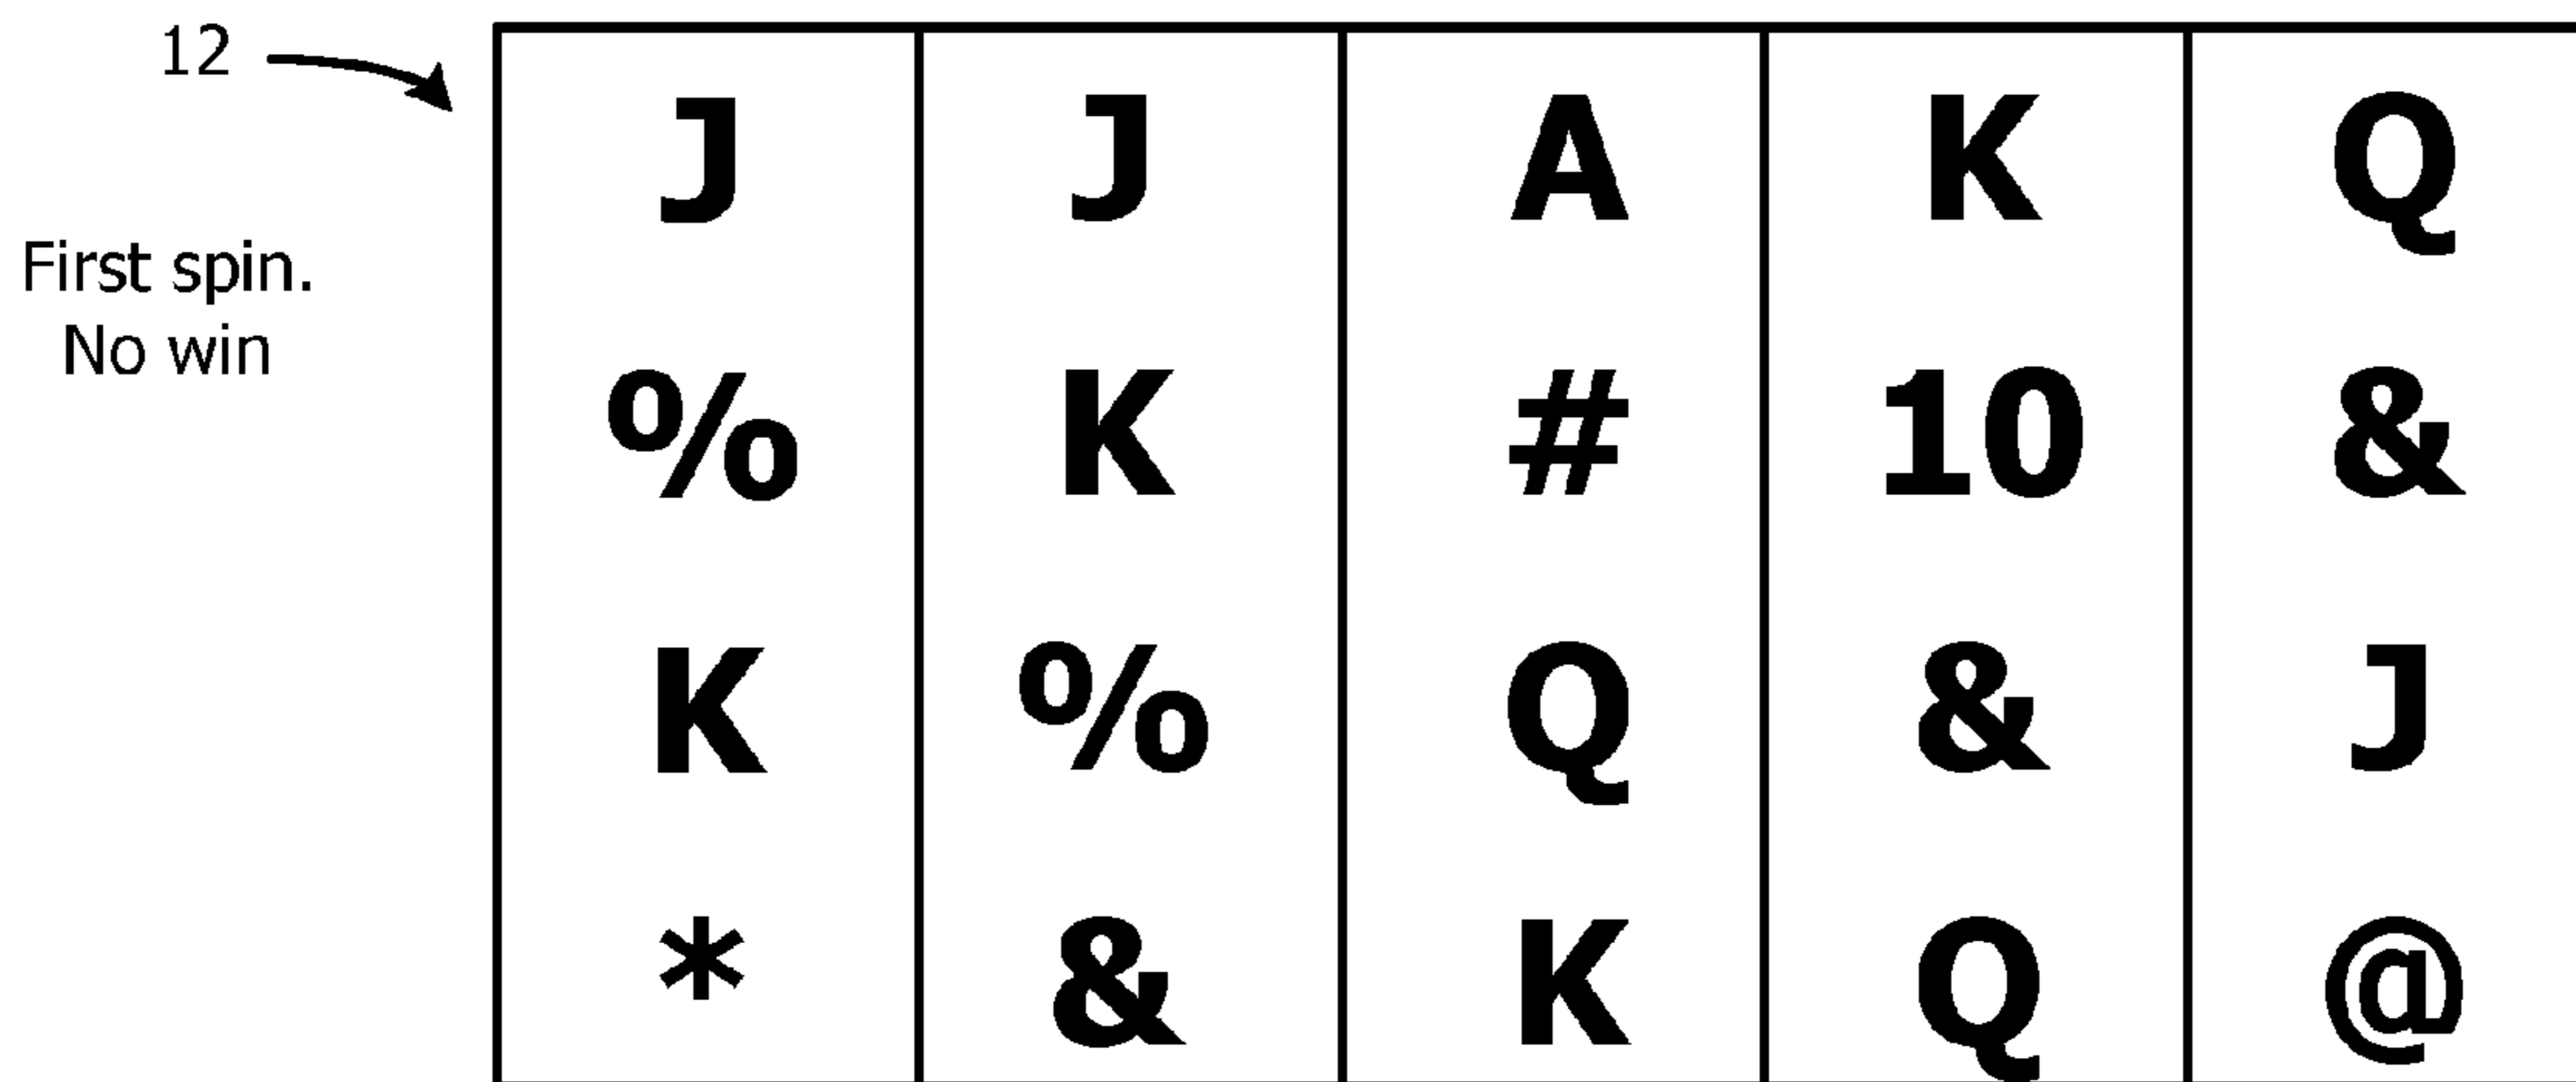 12
First spin.
No win
J J A K Q
% K # 10 &
K % Q & J
* & K Q @